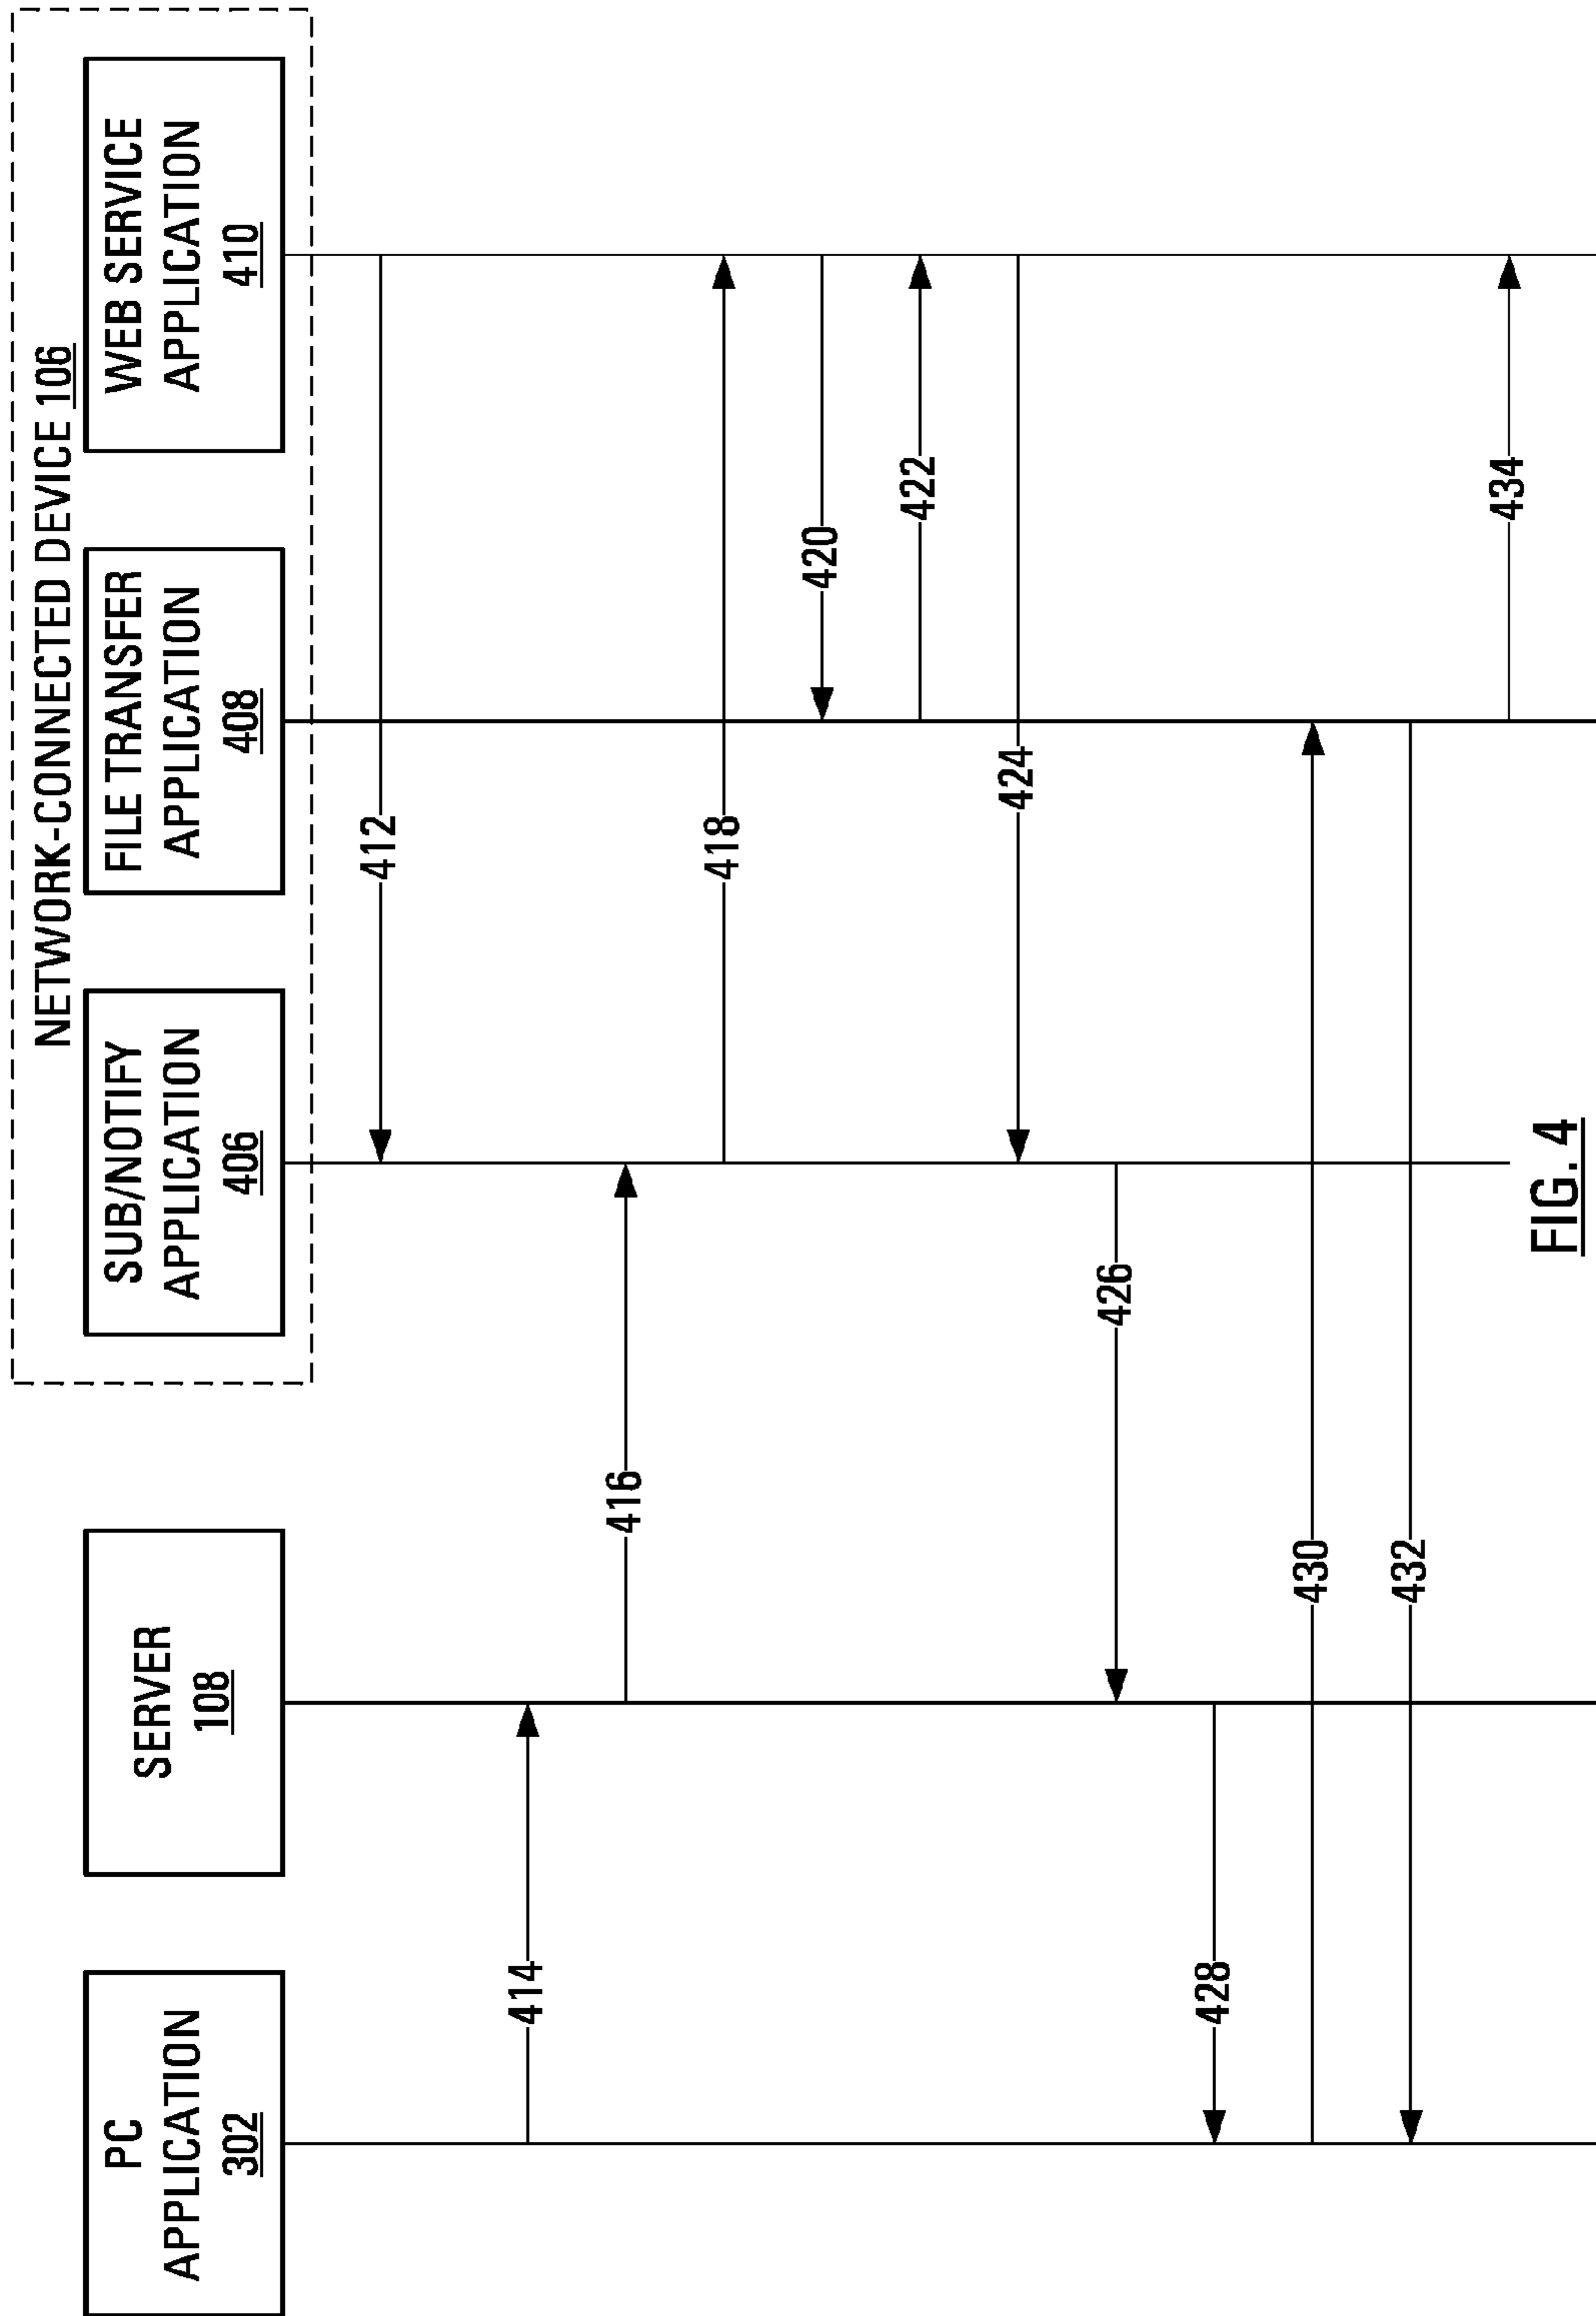 NETWORK-CONNECTED DEVICE 106
PC
APPLICATION
302
SERVER
108
SUB/NOTIFY
APPLICATION
406
FILE TRANSFER
APPLICATION
408
WEB SERVICE
APPLICATION
410
412
414
416
418
420
422
424
426
428
430
432
434
FIG. 4